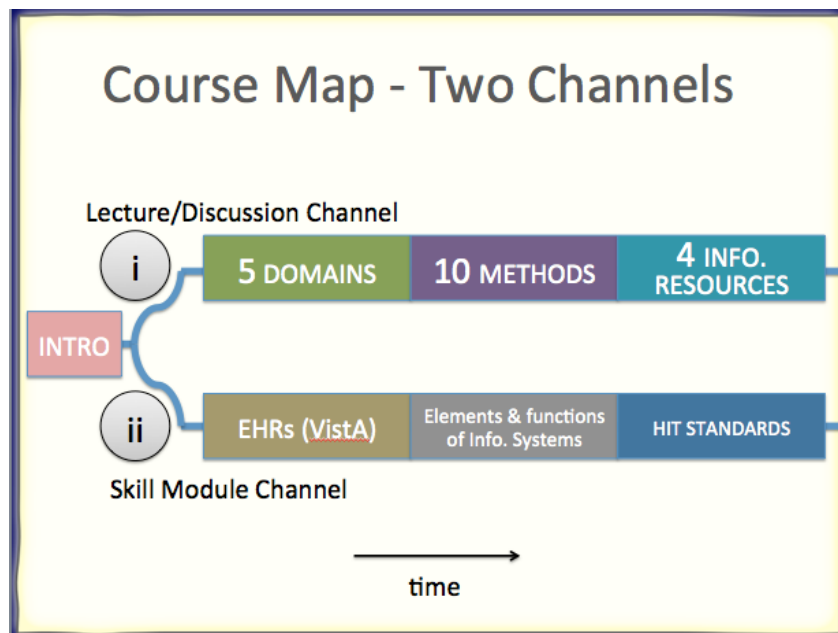 Course Map - Two Channels
Lecture/Discussion Channel
i
5 DOMAINS
10 METHODS
4 INFO.
RESOURCES
INTRO
ii
EHRs (VistA)
Elements & functions
of Info. Systems
HIT STANDARDS
Skill Module Channel
time